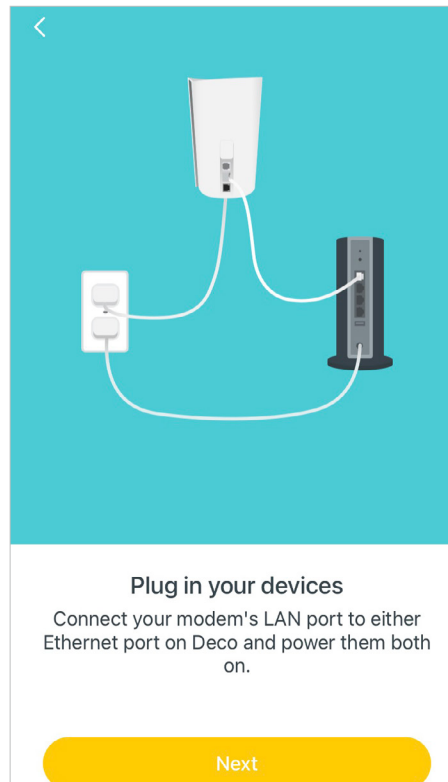 Plug in your devices
Connect your modem's LAN port to either
Ethernet port on Deco and power them both
on.
Next